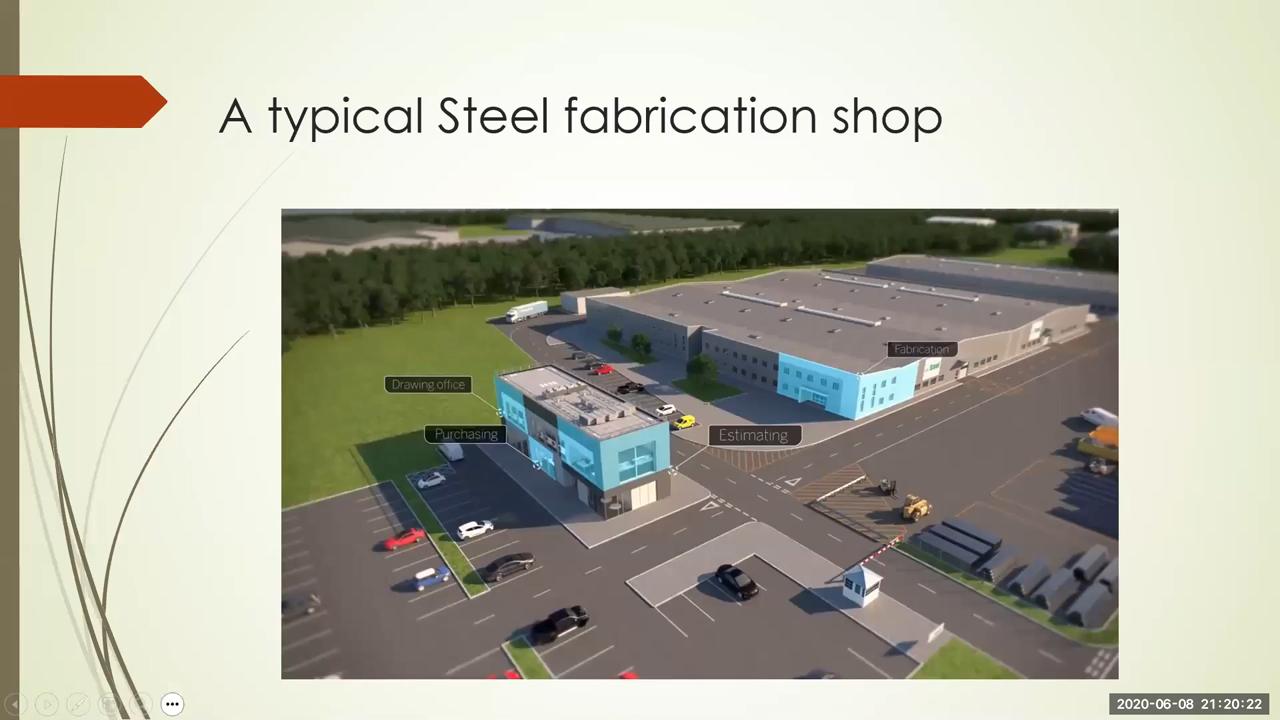 A typical Steel fabrication shop
Fabrication
Drawing office
Purchasing
Estimating
2020-06-08 21:20:22